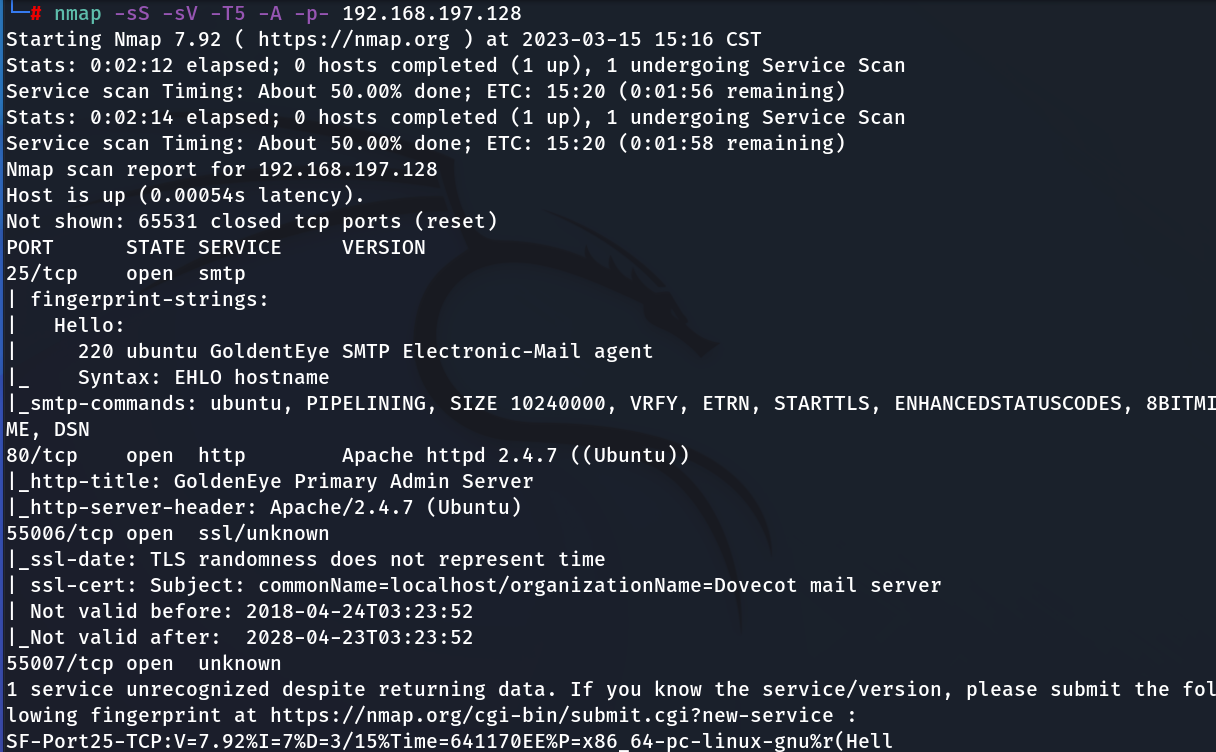 └─# nmap -sS -sV -T5 -A -p- 192.168.197.128
Starting Nmap 7.92 ( https://nmap.org ) at 2023-03-15 15:16 CST
Stats: 0:02:12 elapsed; 0 hosts completed (1 up), 1 undergoing Service Scan
Service scan Timing: About 50.00% done; ETC: 15:20 (0:01:56 remaining)
Stats: 0:02:14 elapsed; 0 hosts completed (1 up), 1 undergoing Service Scan
Service scan Timing: About 50.00% done; ETC: 15:20 (0:01:58 remaining)
Nmap scan report for 192.168.197.128
Host is up (0.00054s latency).
Not shown: 65531 closed tcp ports (reset)
PORT      STATE SERVICE     VERSION
25/tcp    open  smtp
| fingerprint-strings:
|   Hello:
|     220 ubuntu GoldentEye SMTP Electronic-Mail agent
|_    Syntax: EHLO hostname
|_smtp-commands: ubuntu, PIPELINING, SIZE 10240000, VRFY, ETRN, STARTTLS, ENHANCEDSTATUSCODES, 8BITMI
ME, DSN
80/tcp    open  http        Apache httpd 2.4.7 ((Ubuntu))
|_http-title: GoldenEye Primary Admin Server
|_http-server-header: Apache/2.4.7 (Ubuntu)
55006/tcp open  ssl/unknown
|_ssl-date: TLS randomness does not represent time
| ssl-cert: Subject: commonName=localhost/organizationName=Dovecot mail server
| Not valid before: 2018-04-24T03:23:52
|_Not valid after:  2028-04-23T03:23:52
55007/tcp open  unknown
1 service unrecognized despite returning data. If you know the service/version, please submit the fol
lowing fingerprint at https://nmap.org/cgi-bin/submit.cgi?new-service :
SF-Port25-TCP:V=7.92%I=7%D=3/15%Time=641170EE%P=x86_64-pc-linux-gnu%r(Hell